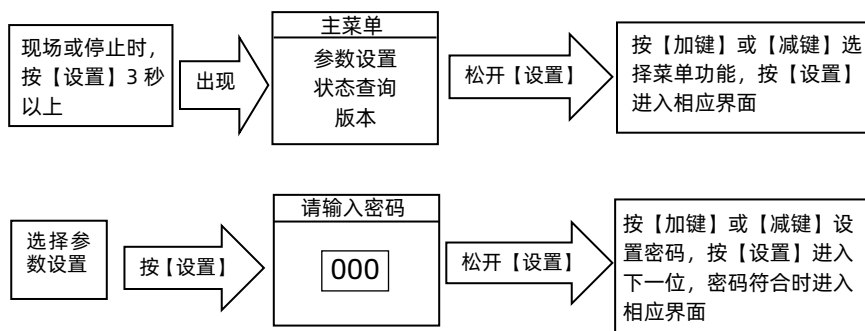 现场或停止时，
按【设置】3 秒
以上
出现
主菜单
参数设置
状态查询
版本
松开【设置】
按【加键】或【减键】选
择菜单功能，按【设置】
进入相应界面
选择参
数设置
按【设置】
请输入密码
000
松开【设置】
按【加键】或【减键】设
置密码，按【设置】进入
下一位，密码符合时进入
相应界面